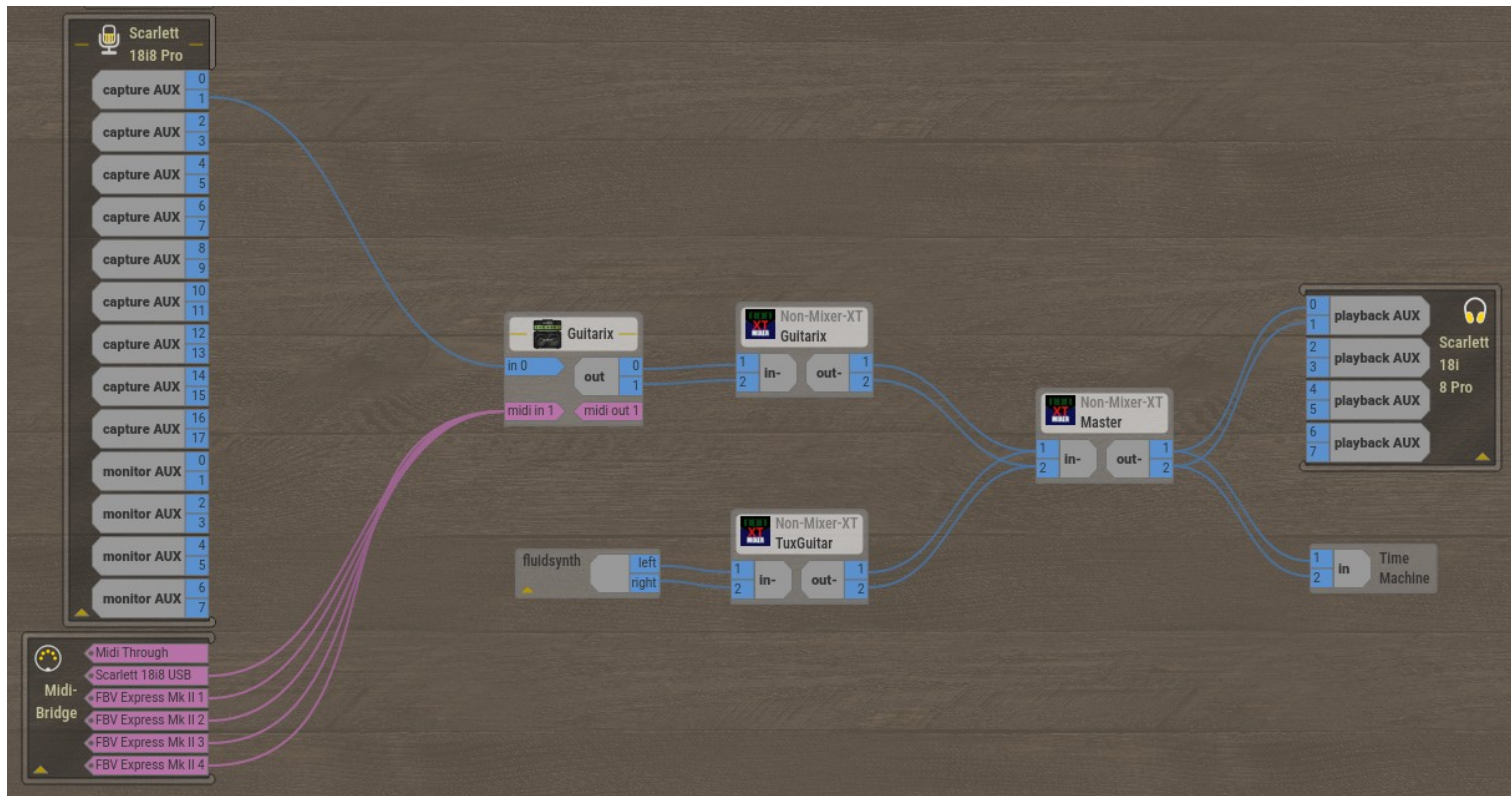 Scarlett
18i8 Pro
capture AUX
0
1
capture AUX
2
3
capture AUX
4
5
capture AUX
6
7
capture AUX
8
9
capture AUX
10
11
capture AUX
12
13
capture AUX
14
15
capture AUX
16
17
monitor AUX
0
1
monitor AUX
2
3
monitor AUX
4
5
monitor AUX
6
7
Midi-
Bridge
Midi Through
Scarlett 18i8 USB
FBV Express Mk II 1
FBV Express Mk II 2
FBV Express Mk II 3
FBV Express Mk II 4
Guitarix
in 0
out
0
1
midi in 1
midi out 1
Non-Mixer-XT
Guitarix
1
2
in-
out-
1
2
fluidsynth
left
right
XT
MIXER
Non-Mixer-XT
TuxGuitar
1
2
in-
out-
1
2
Non-Mixer-XT
Master
1
2
in-
out-
1
2
0
1
playback AUX
2
3
playback AUX
4
5
playback AUX
6
7
playback AUX
Scarlett
18i
8 Pro
1
2
in
Time
Machine